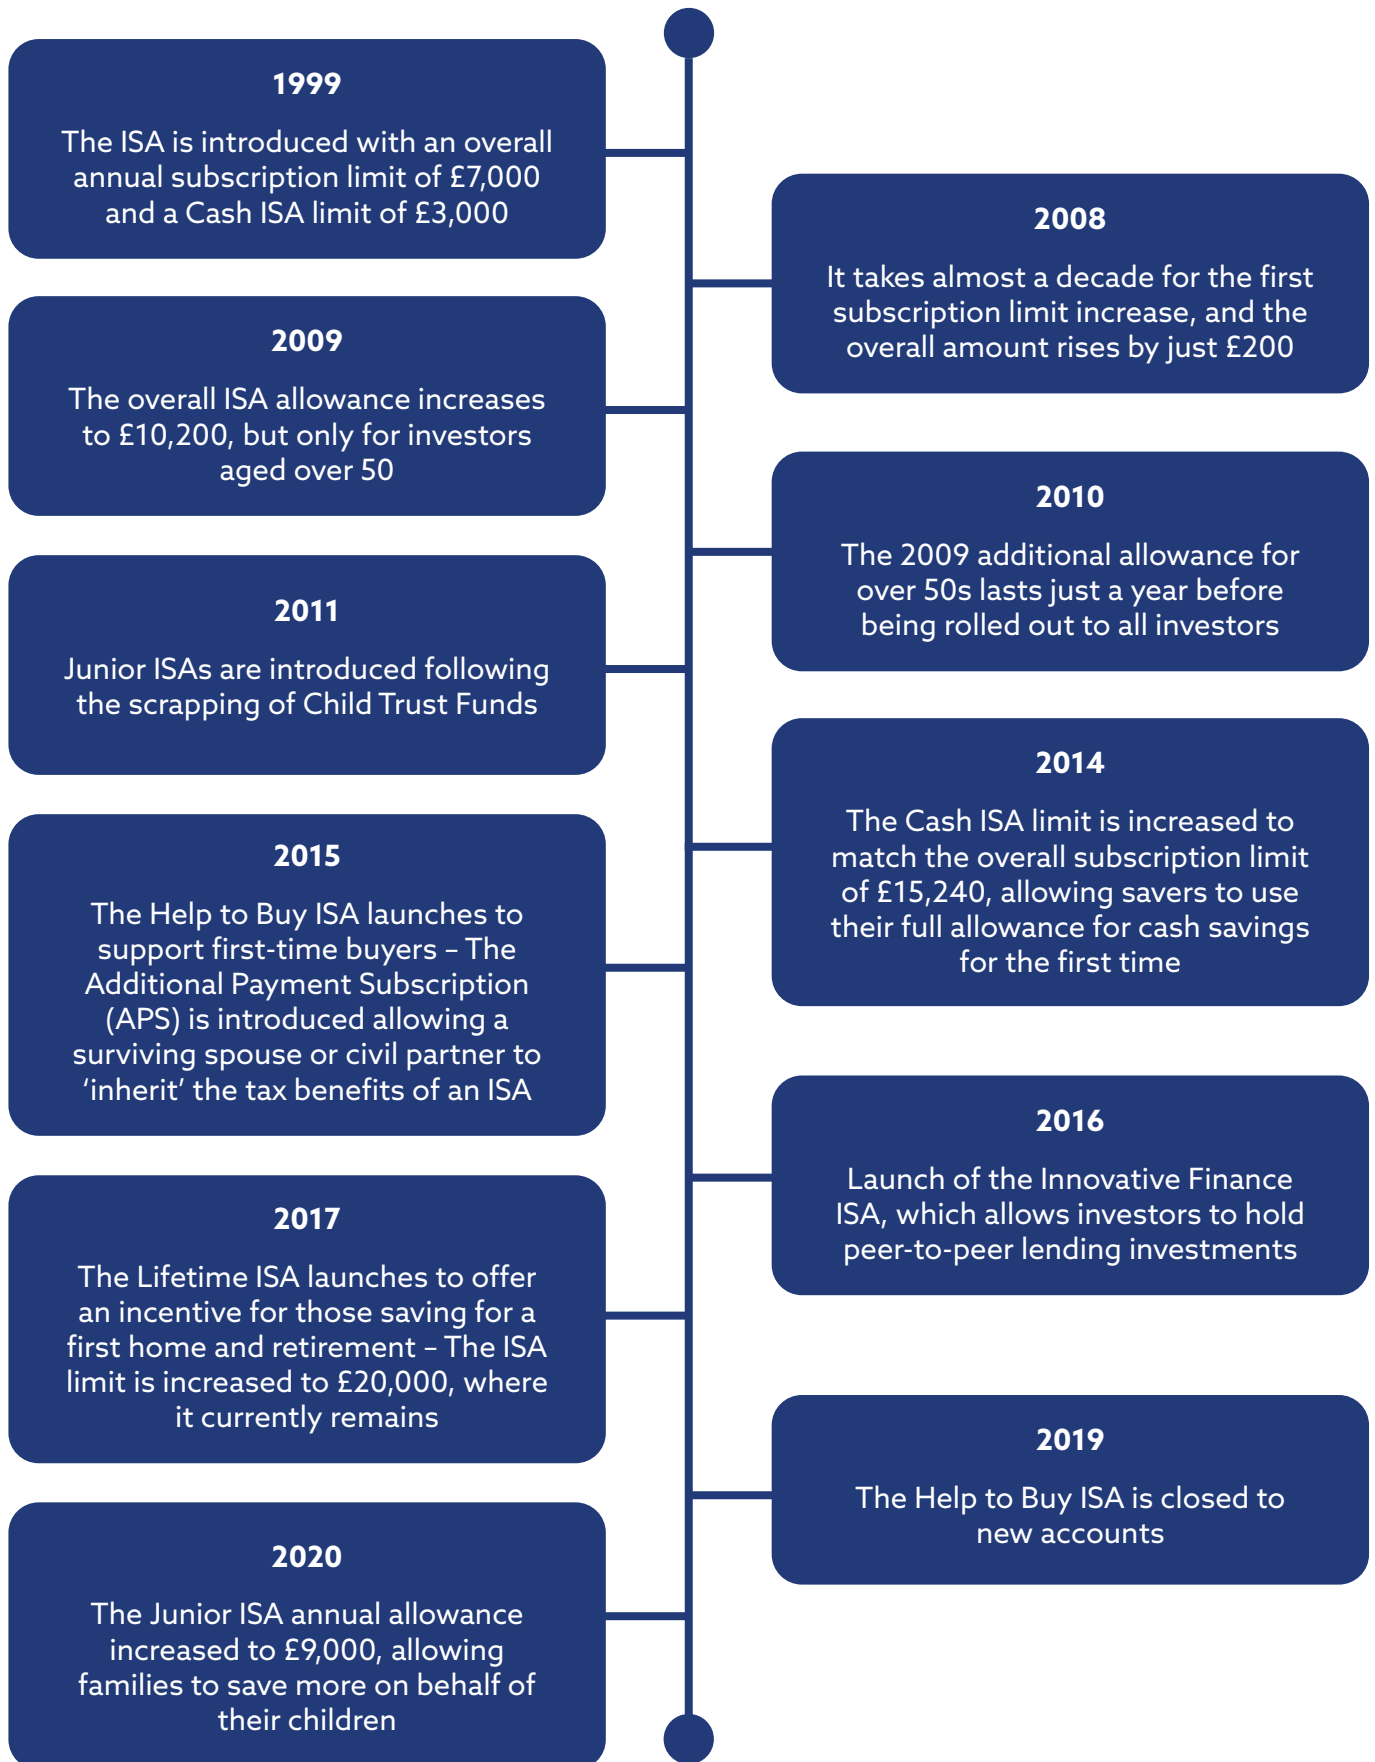 1999
The ISA is introduced with an overall
annual subscription limit of £7,000
and a Cash ISA limit of £3,000
2008
It takes almost a decade for the first
subscription limit increase, and the
overall amount rises by just £200
2009
The overall ISA allowance increases
to £10,200, but only for investors
aged over 50
2010
The 2009 additional allowance for
over 50s lasts just a year before
being rolled out to all investors
2011
Junior ISAs are introduced following
the scrapping of Child Trust Funds
2014
The Cash ISA limit is increased to
match the overall subscription limit
of £15,240, allowing savers to use
their full allowance for cash savings
for the first time
2015
The Help to Buy ISA launches to
support first-time buyers – The
Additional Payment Subscription
(APS) is introduced allowing a
surviving spouse or civil partner to
‘inherit’ the tax benefits of an ISA
2016
Launch of the Innovative Finance
ISA, which allows investors to hold
peer-to-peer lending investments
2017
The Lifetime ISA launches to offer
an incentive for those saving for a
first home and retirement – The ISA
limit is increased to £20,000, where
it currently remains
2019
The Help to Buy ISA is closed to
new accounts
2020
The Junior ISA annual allowance
increased to £9,000, allowing
families to save more on behalf of
their children